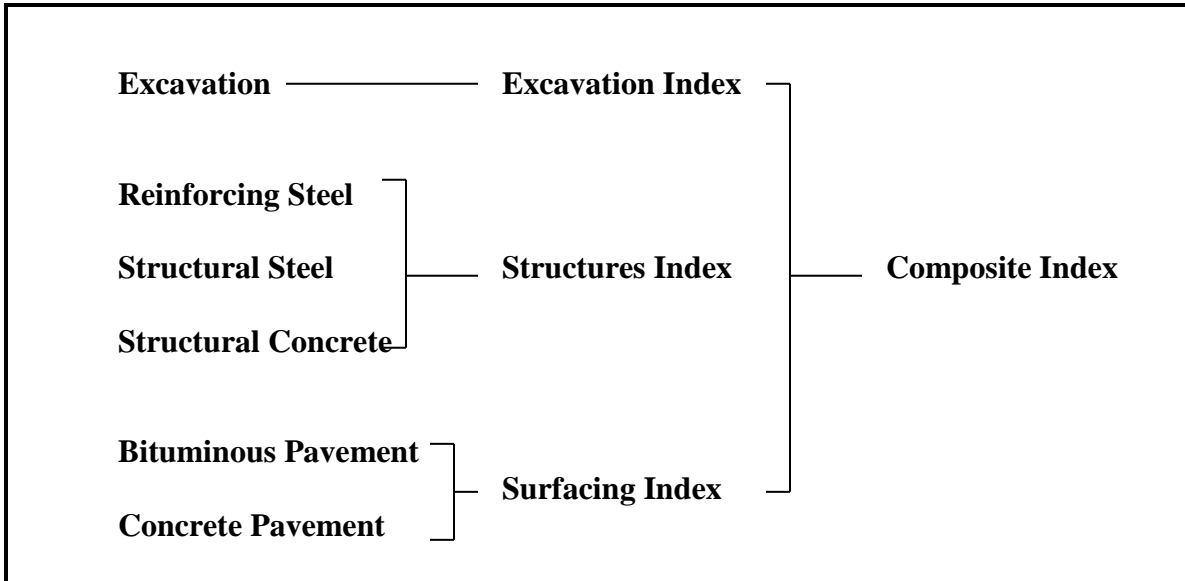 Excavation
Excavation Index
Reinforcing Steel
Structural Steel
Structures Index
Composite Index
Structural Concrete
Bituminous Pavement
Surfacing Index
Concrete Pavement